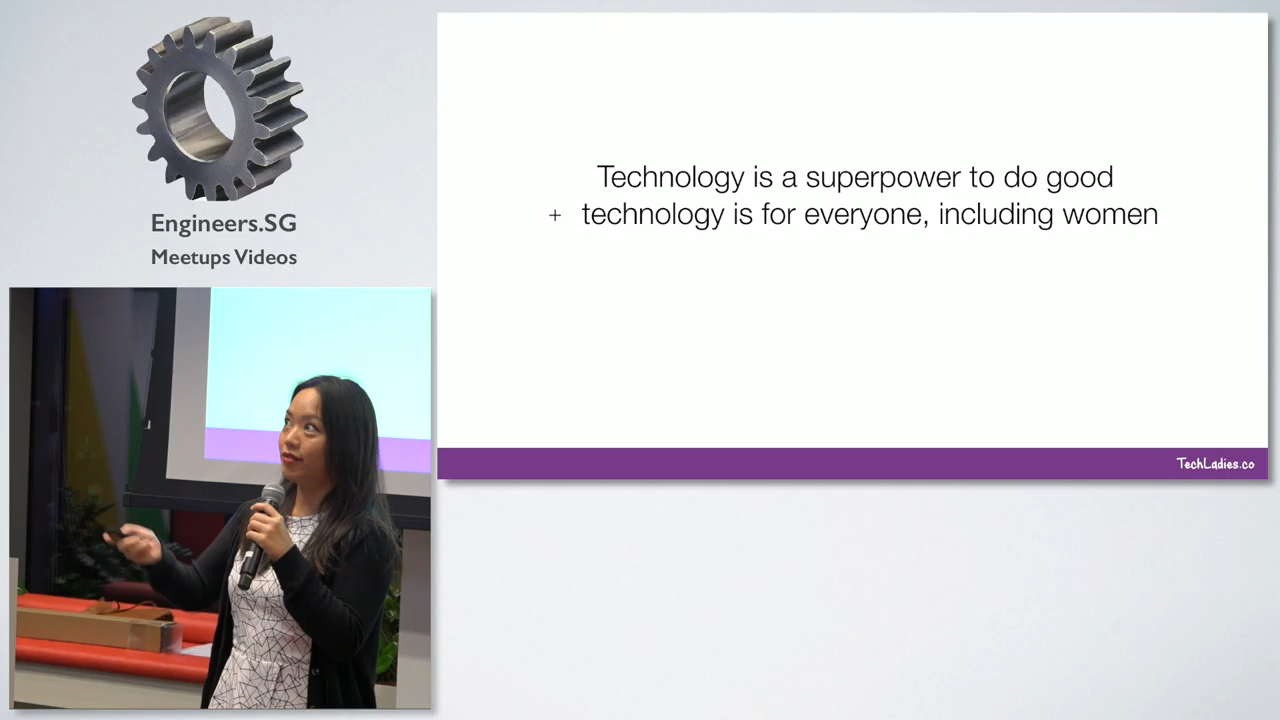 Engineers.SG
Meetups Videos
Technology is a superpower to do good
+ technology is for everyone, including women
TechLadies.co